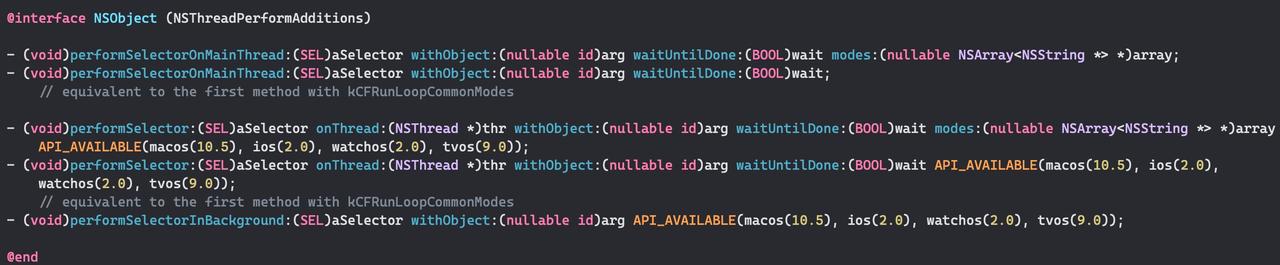 @interface NSObject (NSThreadPerformAdditions)
- (void)performSelectorOnMainThread:(SEL)aSelector withObject:(nullable id)arg waitUntilDone:(BOOL)wait modes:(nullable NSArray<NSString *> *)array;
- (void)performSelectorOnMainThread:(SEL)aSelector withObject:(nullable id)arg waitUntilDone:(BOOL)wait;
// equivalent to the first method with kCFRunLoopCommonModes
- (void)performSelector:(SEL)aSelector onThread:(NSThread *)thr withObject:(nullable id)arg waitUntilDone:(BOOL)wait modes:(nullable NSArray<NSString *> *)array
API_AVAILABLE(macos(10.5), ios(2.0), watchos(2.0), tvos(9.0));
- (void)performSelector:(SEL)aSelector onThread:(NSThread *)thr withObject:(nullable id)arg waitUntilDone:(BOOL)wait API_AVAILABLE(macos(10.5), ios(2.0),
watchos(2.0), tvos(9.0));
// equivalent to the first method with kCFRunLoopCommonModes
- (void)performSelectorInBackground:(SEL)aSelector withObject:(nullable id)arg API_AVAILABLE(macos(10.5), ios(2.0), watchos(2.0), tvos(9.0));
@end